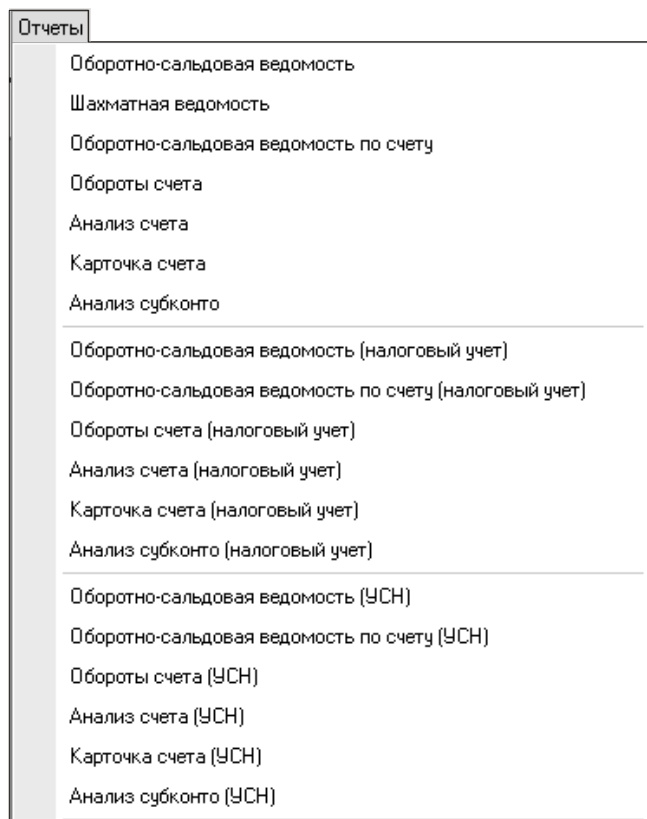 Отчеты
Оборотно-сальдовая ведомость
Шахматная ведомость
Оборотно-сальдовая ведомость по счету
Обороты счета
Анализ счета
Карточка счета
Анализ субконто
Оборотно-сальдовая ведомость (налоговый учет)
Оборотно-сальдовая ведомость по счету (налоговый учет)
Обороты счета (налоговый учет)
Анализ счета (налоговый учет)
Карточка счета (налоговый учет)
Анализ субконто (налоговый учет)
Оборотно-сальдовая ведомость (УСН)
Оборотно-сальдовая ведомость по счету (УСН)
Обороты счета (УСН)
Анализ счета (УСН)
Карточка счета (УСН)
Анализ субконто (УСН)